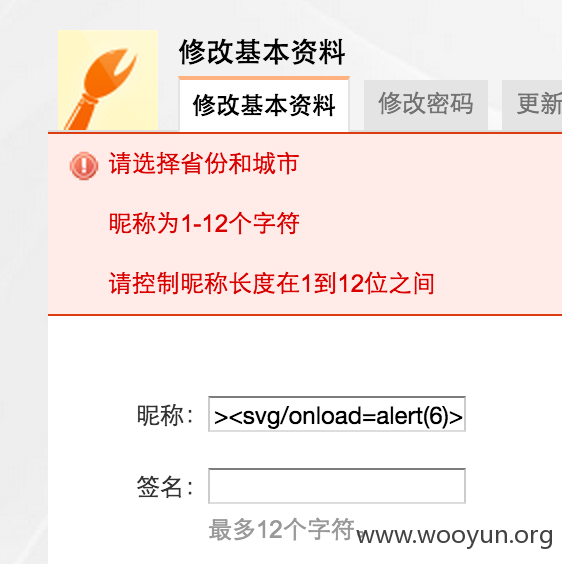 修改基本资料
修改基本资料 修改密码 更新
请选择省份和城市
昵称为1-12个字符
请控制昵称长度在1到12位之间
昵称： ><svg/onload=alert(6)>
签名：
最多12个字符。
www.wooyun.org